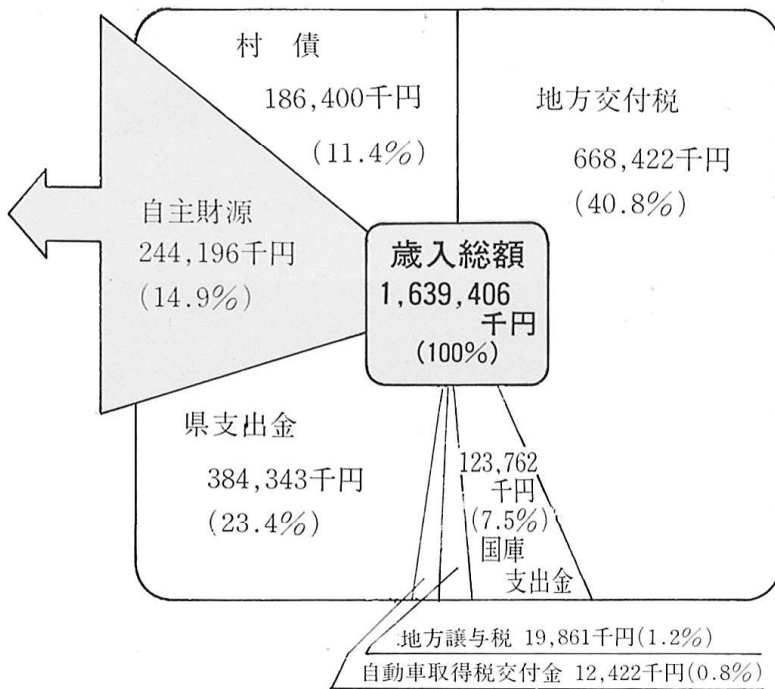 村 債
186,400千円
(11.4%)
地方交付税
668,422千円
(40.8%)
自主財源
244,196千円
(14.9%)
歳入総額
1,639,406
千円
(100%)
県支出金
384,343千円
(23.4%)
123,762
千円
(7.5%)
国庫
支出金
地方譲与税 19,861千円(1.2%)
自動車取得税交付金 12,422千円(0.8%)